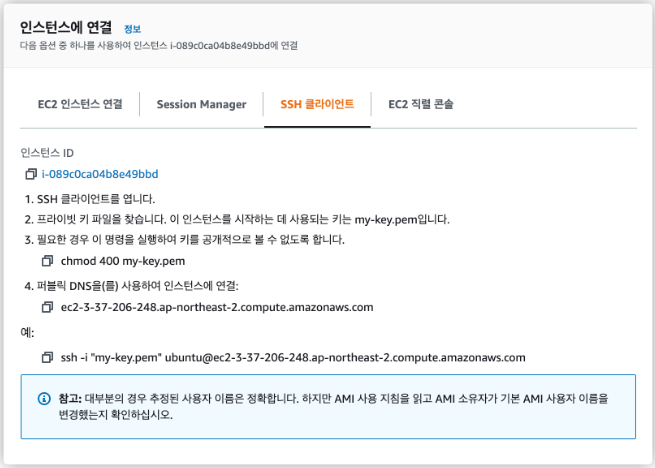 인스턴스에 연결 정보
다음 옵션 중 하나를 사용하여 인스턴스 i-089c0ca04b8e49bbd에 연결
EC2 인스턴스 연결 Session Manager SSH 클라이언트 EC2 직렬 콘솔
인스턴스 ID
i-089c0ca04b8e49bbd
1. SSH 클라이언트를 엽니다.
2. 프라이빗 키 파일을 찾습니다. 이 인스턴스를 시작하는 데 사용되는 키는 my-key.pem입니다.
3. 필요한 경우 이 명령을 실행하여 키를 공개적으로 볼 수 없도록 합니다.
chmod 400 my-key.pem
4. 퍼블릭 DNS을(를) 사용하여 인스턴스에 연결:
ec2-3-37-206-248.ap-northeast-2.compute.amazonaws.com
예:
ssh -i "my-key.pem" ubuntu@ec2-3-37-206-248.ap-northeast-2.compute.amazonaws.com
참고: 대부분의 경우 추정된 사용자 이름은 정확합니다. 하지만 AMI 사용 지침을 읽고 AMI 소유자가 기본 AMI 사용자 이름을
변경했는지 확인하십시오.